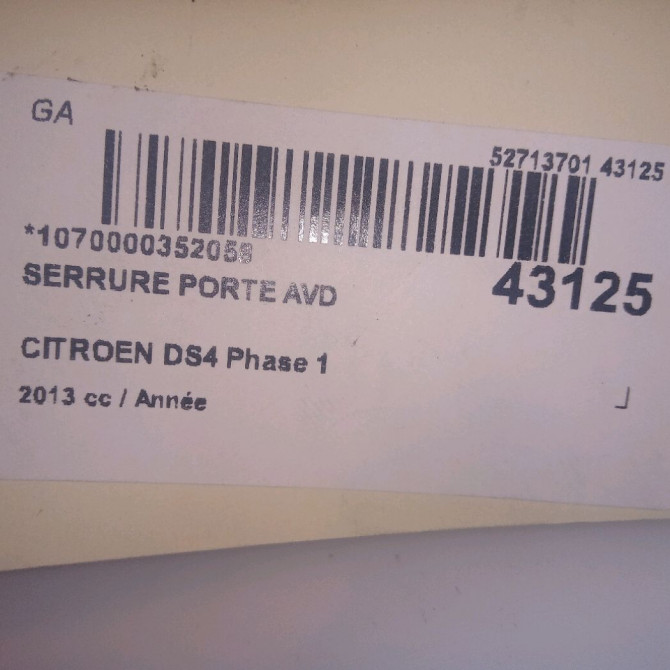 GA
52713701 43125
*1070000352058
43125
SERRURE PORTE AVD
CITROEN DS4 Phase 1
2013 cc / Année